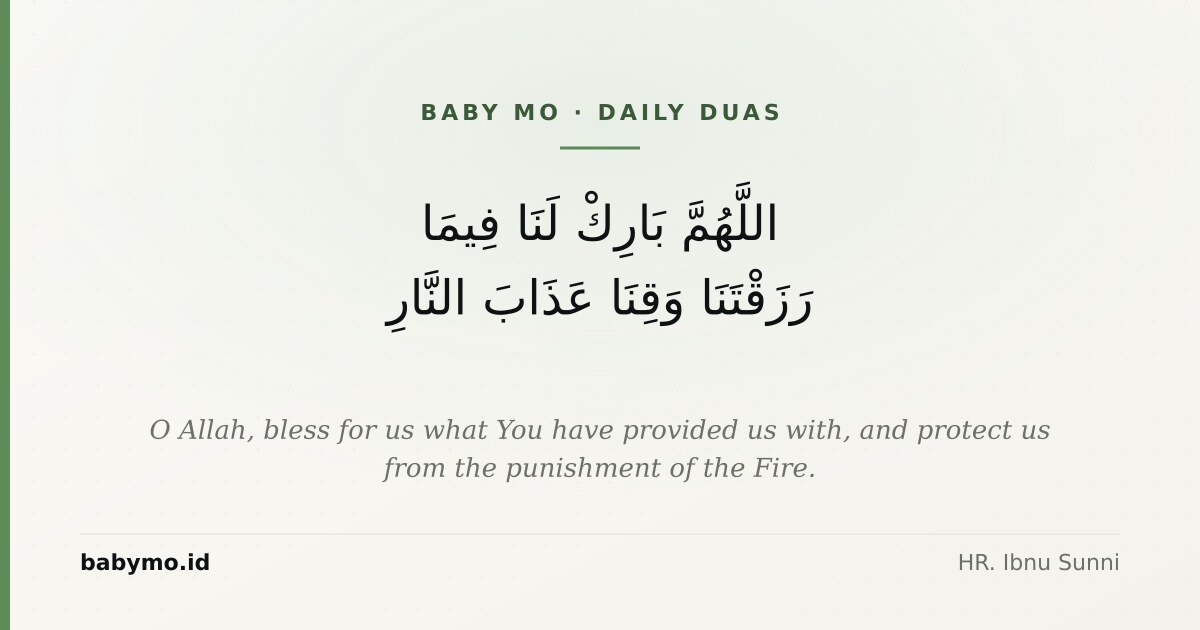 BABY MO · DAILY DUAS
اللَّهُمَّ بَارِكْ لَنَا فِيمَا
رَزَقْتَنَا وَقِنَا عَذَابَ النَّارِ
O Allah, bless for us what You have provided us with, and protect us
from the punishment of the Fire.
babymo.id
HR. Ibnu Sunni